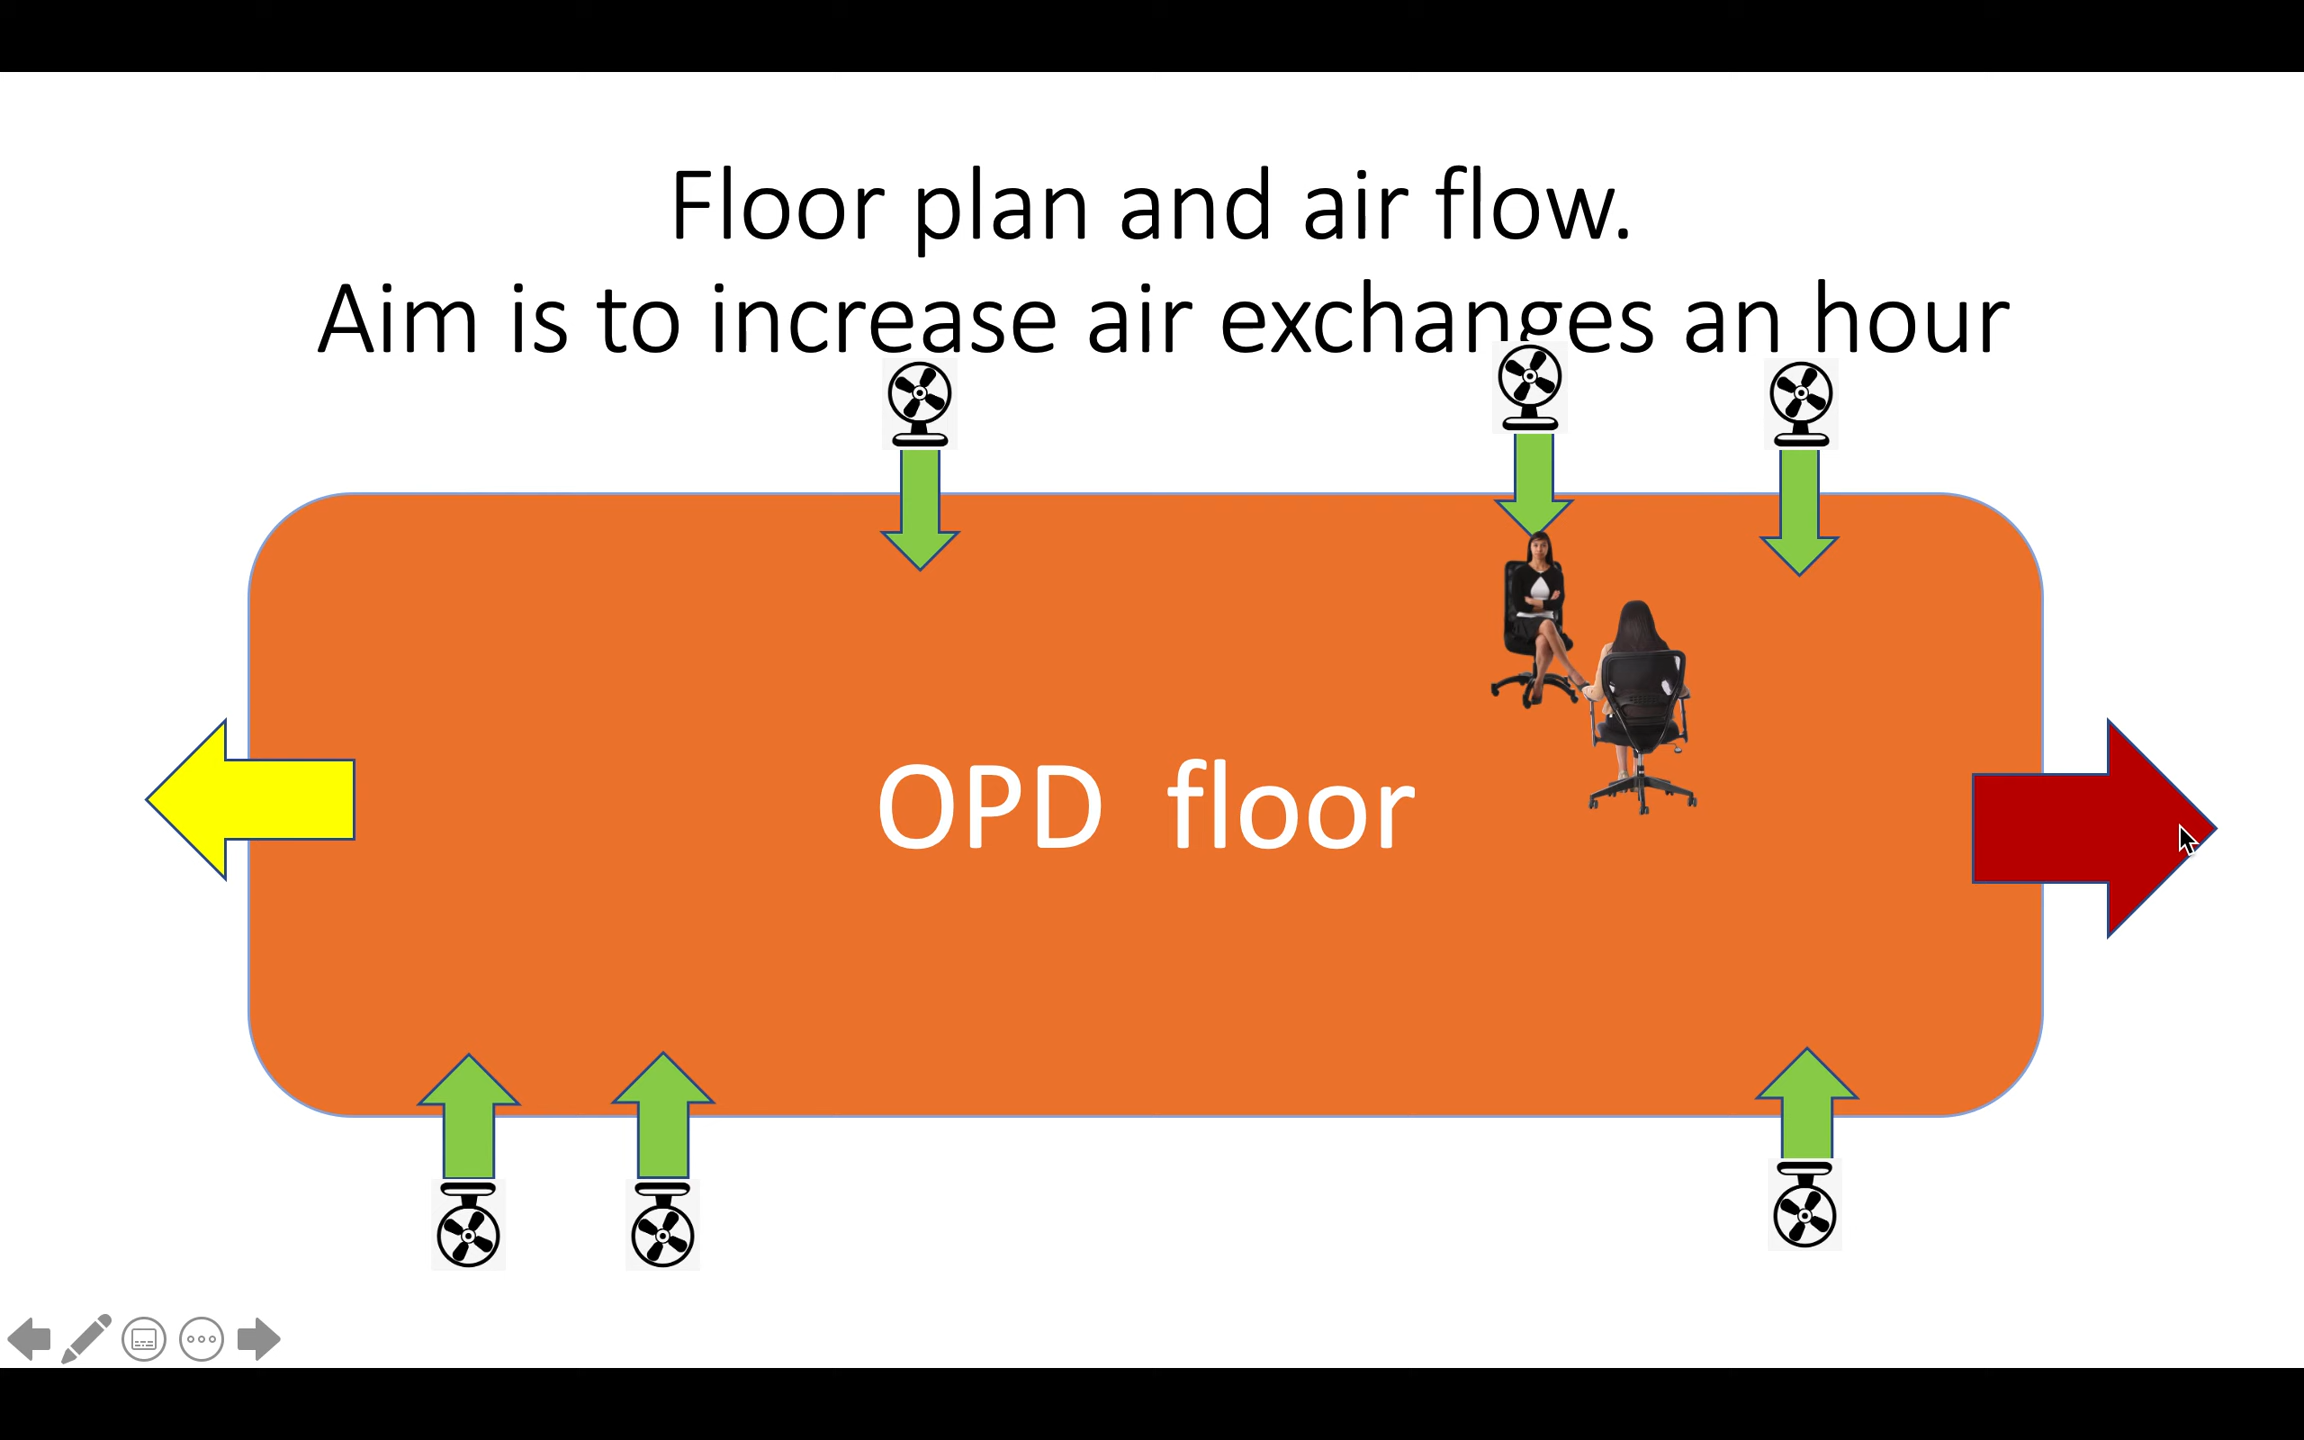 Floor plan and air flow.
Aim is to increase air exchanges an hour
OPD floor